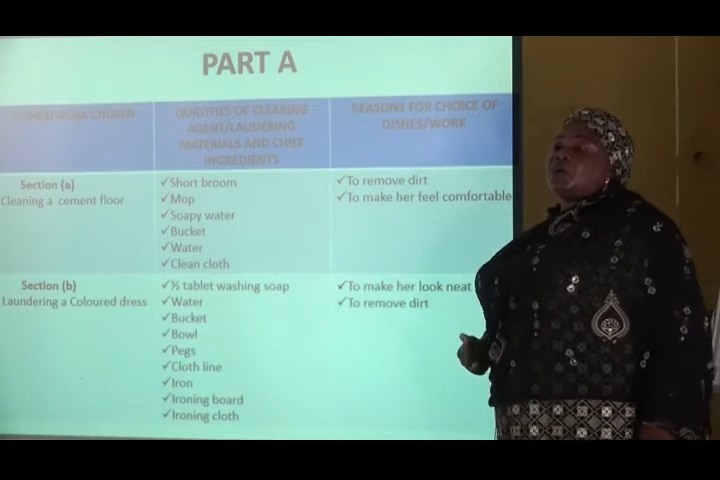 PART A
DISHES/WORK CHOSEN
QUATITIES OF CLEARING
AGENT/LAUDERING
MATERIALS AND CHIEF
INGREDIENTS
REASONS FOR CHOICE OF
DISHES/WORK
Section (a)
Cleaning a cement floor
✓Short broom
✓Mop
✓Soapy water
✓Bucket
✓Water
✓Clean cloth
✓To remove dirt
✓To make her feel comfortable
Section (b)
Laundering a Coloured dress
✓½ tablet washing soap
✓Water
✓Bucket
✓Bowl
✓Pegs
✓Cloth line
✓Iron
✓Ironing board
✓Ironing cloth
✓To make her look neat
✓To remove dirt